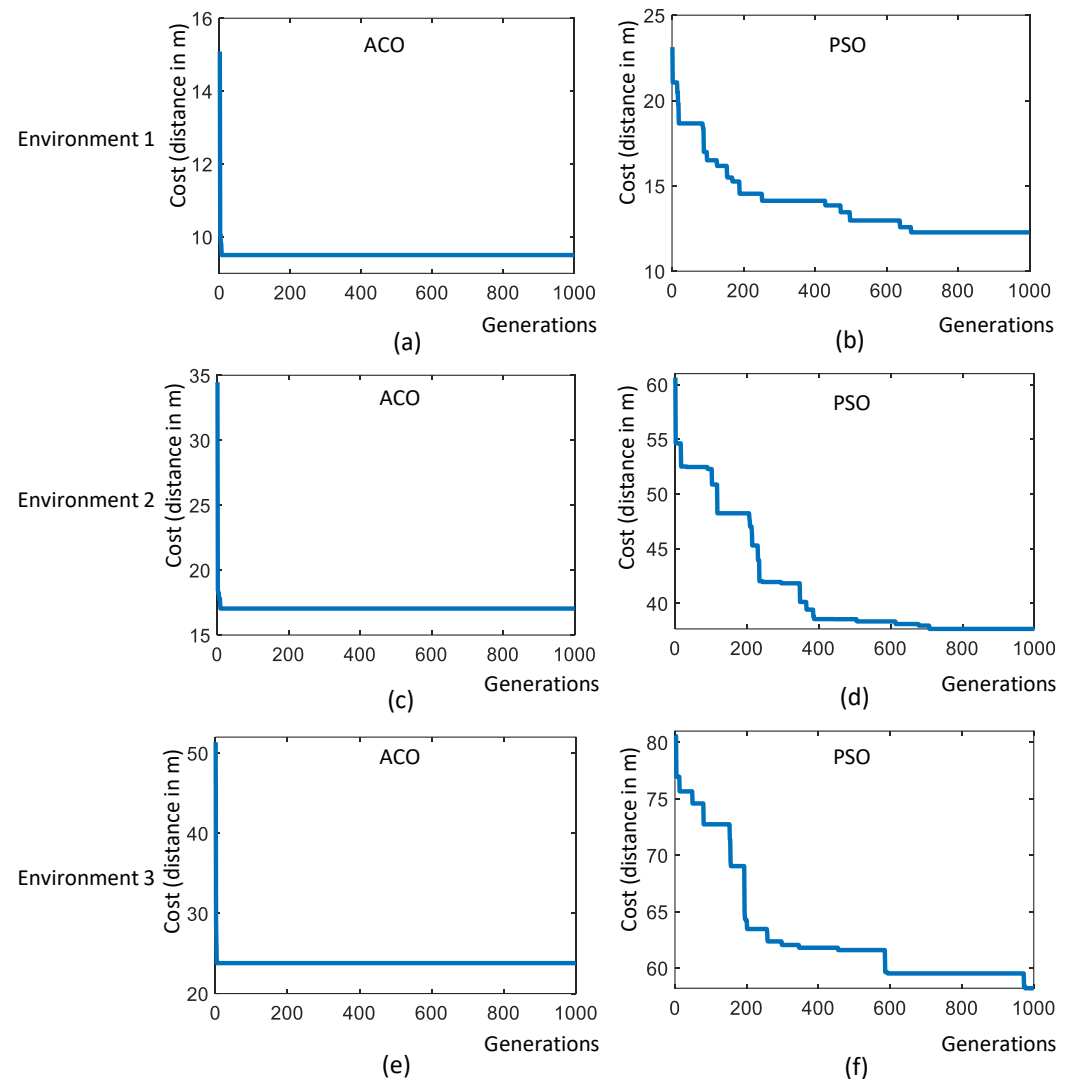 Environment 1
Cost (distance in m)
16
14
12
10
ACO
0 200 400 600 800 1000
Generations
(a)
Cost (distance in m)
25
20
15
10
PSO
0 200 400 600 800 1000
Generations
(b)
Environment 2
Cost (distance in m)
35
30
25
20
15
ACO
0 200 400 600 800 1000
Generations
(c)
Cost (distance in m)
60
55
50
45
40
PSO
0 200 400 600 800 1000
Generations
(d)
Environment 3
Cost (distance in m)
50
40
30
20
ACO
0 200 400 600 800 1000
Generations
(e)
Cost (distance in m)
80
75
70
65
60
PSO
0 200 400 600 800 1000
Generations
(f)